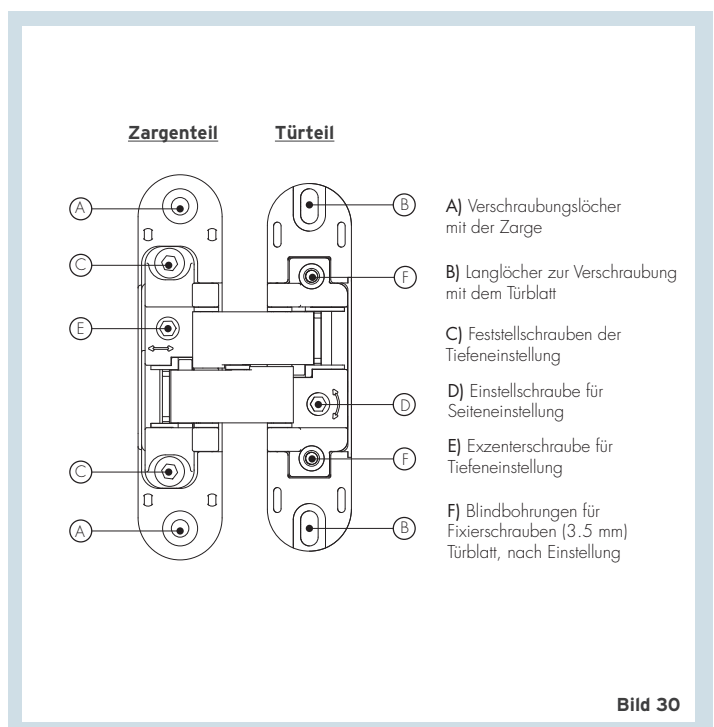 Zargenteil Türteil
A
B
C
F
E
D
C
F
A
B
A) Verschraubungslöcher
mit der Zarge
B) Langlöcher zur Verschraubung
mit dem Türblatt
C) Feststellschrauben der
Tiefeneinstellung
D) Einstellschraube für
Seiteneinstellung
E) Exzenterschraube für
Tiefeneinstellung
F) Blindbohrungen für
Fixierschrauben (3.5 mm)
Türblatt, nach Einstellung
Bild 30